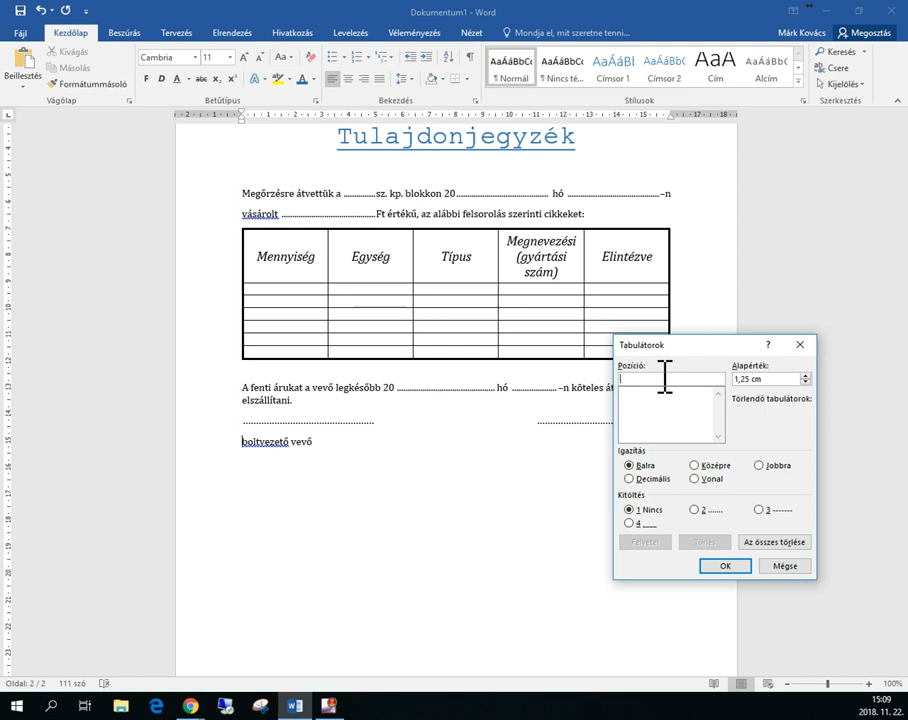 Dokumentum1 - Word
Fájl Kezdőlap Beszúrás Tervezés Elrendezés Hivatkozás Levelezés Véleményezés Nézet Mondja el, mit szeretne tenni... Márk Kovács Megosztás
Beillesztés
Kivágás
Másolás
Formátummásoló
Vágólap
Cambria 11
Betűtípus
Bekezdés
AaÁáBbCc AaÁáBbCc AaÁáBbC AaÁáBbC AaÁ AaÁáBbC
¶ Normál ¶ Nincs té... Címsor 1 Címsor 2 Cím Alcím
Stílusok
Keresés
Csere
Kijelölés
Szerkesztés
Tulajdonjegyzék
Megőrzésre átvettük a ...............sz. kp. blokkon 20............................................ hó ............................................–n
vásárolt .............................................Ft értékű, az alábbi felsorolás szerinti cikkeket:
Mennyiség Egység Típus Megnevezési (gyártási szám) Elintézve
A fenti árukat a vevő legkésőbb 20 ............................................... hó .....................–n köteles át
elszállítani.
boltvezető vevő
Tabulátorok
Pozíció:
Alapérték:
1,25 cm
Törlendő tabulátorok:
Igazítás
Balra Középre Jobbra
Decimális Vonal
Kitöltés
1 Nincs 2 ....... 3 -------
4 ____
Felvétel Törlés Az összes törlése
OK Mégse
Oldal: 2 / 2 111 szó 100%
15:09
2018. 11. 22.